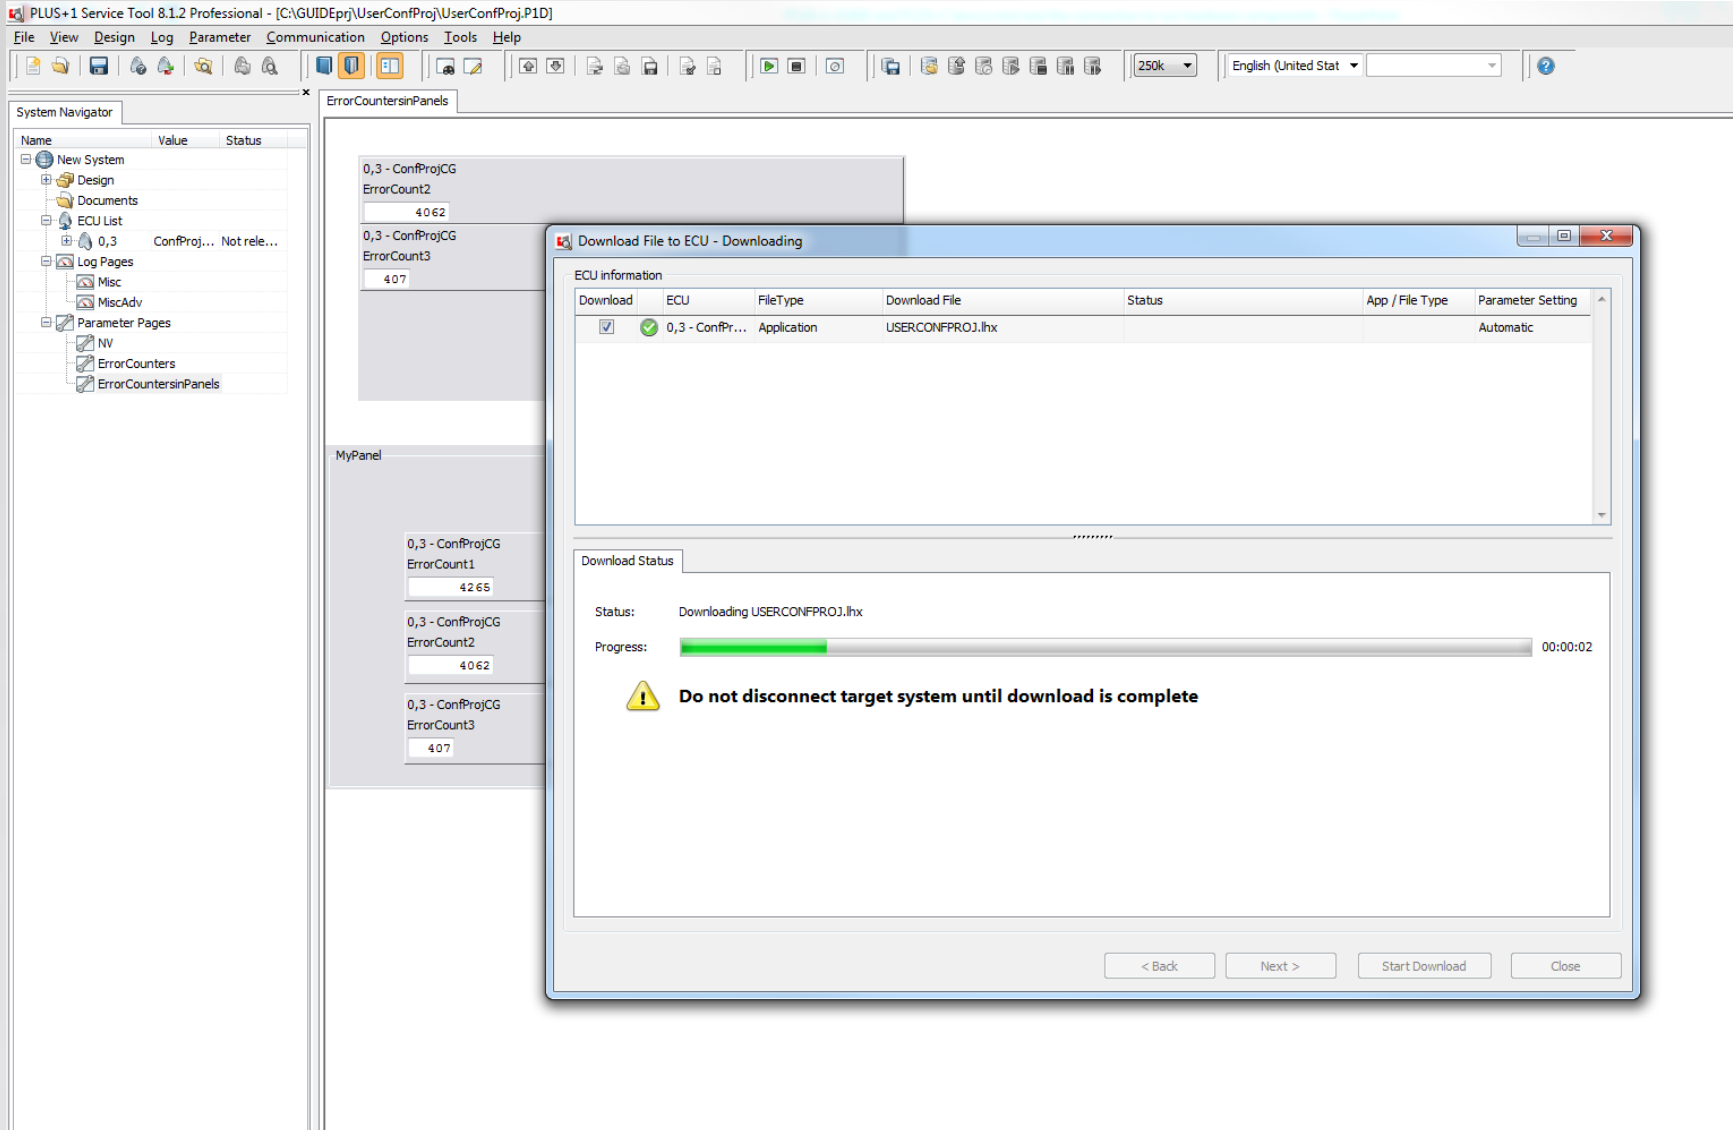 PLUS+1 Service Tool 8.1.2 Professional - [C:\GUIDEprj\UserConfProj\UserConfProj.P1D]
File View Design Log Parameter Communication Options Tools Help
250k
English (United Stat
System Navigator
Name Value Status
New System
Design
Documents
ECU List
0,3 ConfProj... Not rele...
Log Pages
Misc
MiscAdv
Parameter Pages
NV
ErrorCounters
ErrorCountersinPanels
ErrorCountersinPanels
0,3 - ConfProjCG
ErrorCount2
4062
0,3 - ConfProjCG
ErrorCount3
407
MyPanel
0,3 - ConfProjCG
ErrorCount1
4265
0,3 - ConfProjCG
ErrorCount2
4062
0,3 - ConfProjCG
ErrorCount3
407
Download File to ECU - Downloading
ECU information
Download ECU FileType Download File Status App / File Type Parameter Setting
0,3 - ConfPr... Application USERCONFPROJ.lhx Automatic
Download Status
Status: Downloading USERCONFPROJ.lhx
Progress: 00:00:02
Do not disconnect target system until download is complete
< Back Next > Start Download Close